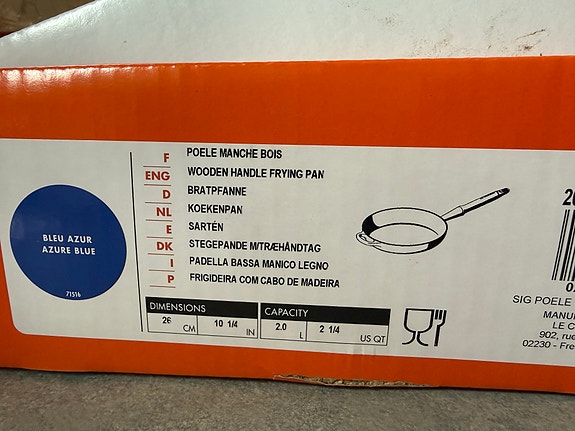 BLEU AZUR
AZURE BLUE
71516
F POELE MANCHE BOIS
ENG WOODEN HANDLE FRYING PAN
D BRATPFANNE
NL KOEKENPAN
E SARTÉN
DK STEGEPANDE M/TRÆHÅNDTAG
I PADELLA BASSA MANICO LEGNO
P FRIGIDEIRA COM CABO DE MADEIRA
DIMENSIONS
26 CM 10 1/4 IN
CAPACITY
2.0 L 2 1/4 US QT
SIG POELE
MANU
LE C
902, rue
02230 - Fre